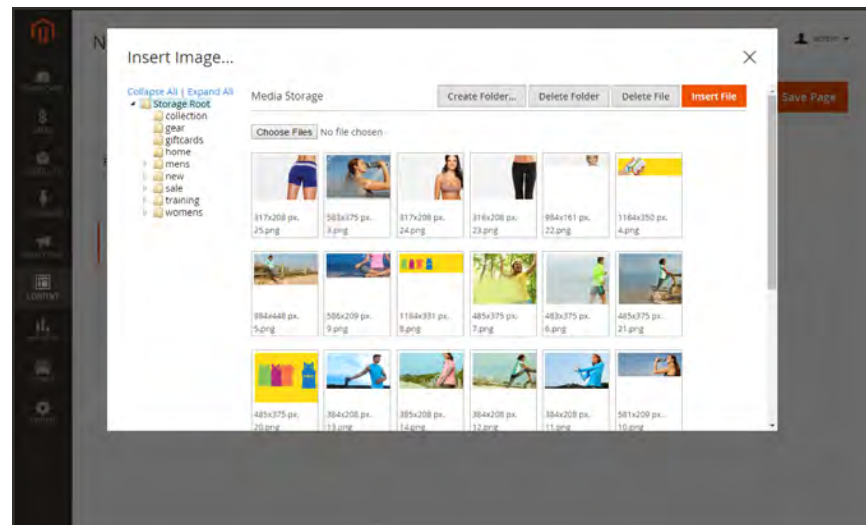 Insert Image...
Collapse All | Expand All
Storage Root
collection
gear
giftcards
home
mens
new
sale
training
womens
Media Storage
Create Folder...
Delete Folder
Delete File
Insert File
Choose Files No file chosen
317x208 px.
25.png
583x375 px.
3.png
317x208 px.
24.png
316x208 px.
23.png
984x161 px.
22.png
1164x350 px.
4.png
984x448 px.
5.png
586x209 px.
9.png
1164x331 px.
8.png
485x375 px.
7.png
483x375 px.
6.png
485x375 px.
21.png
485x375 px.
20.png
384x208 px.
13.png
385x208 px.
14.png
384x208 px.
12.png
384x208 px.
11.png
581x209 px.
10.png
Save Page
CONTENT